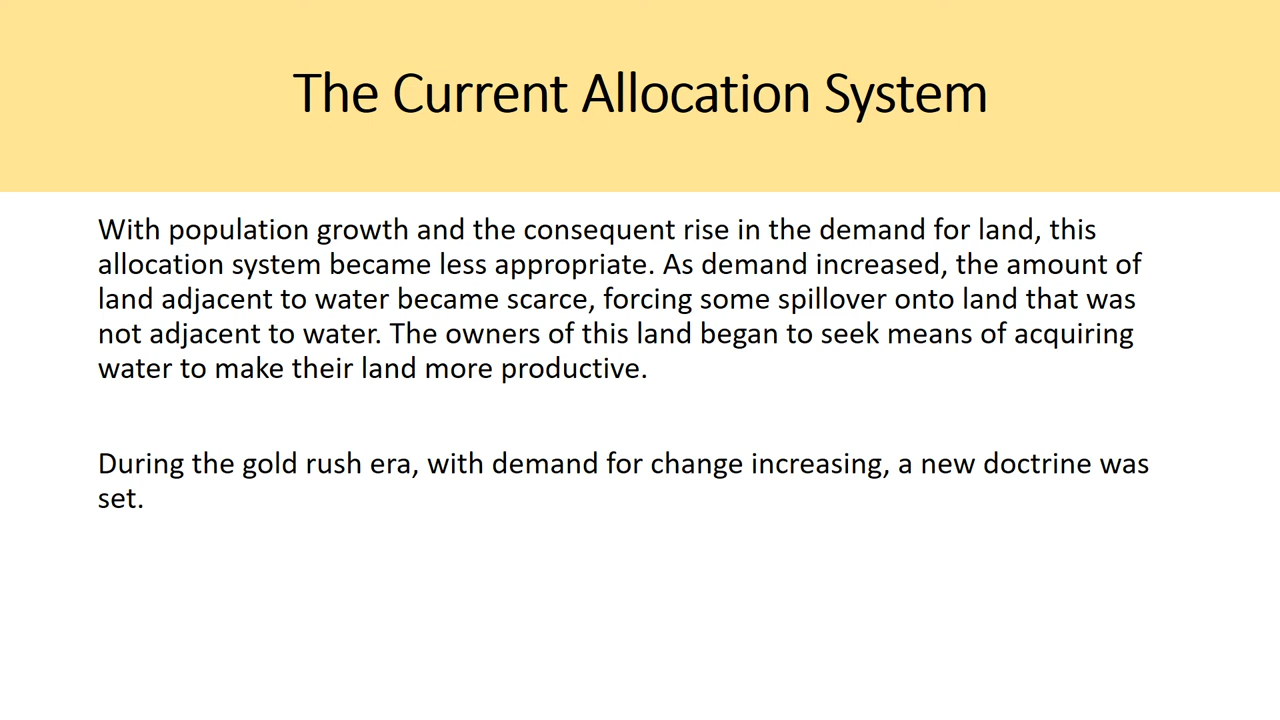 The Current Allocation System
With population growth and the consequent rise in the demand for land, this
allocation system became less appropriate. As demand increased, the amount of
land adjacent to water became scarce, forcing some spillover onto land that was
not adjacent to water. The owners of this land began to seek means of acquiring
water to make their land more productive.
During the gold rush era, with demand for change increasing, a new doctrine was
set.